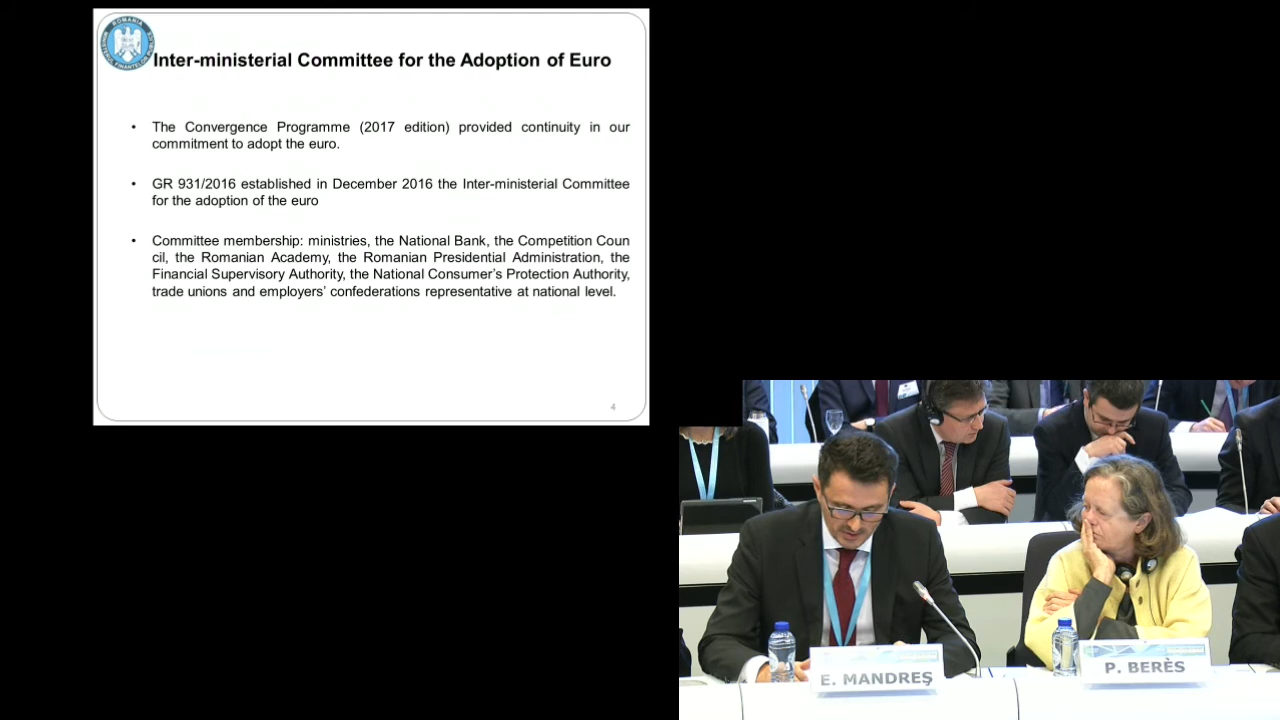 ROMANIA
Inter-ministerial Committee for the Adoption of Euro
• The Convergence Programme (2017 edition) provided continuity in our
commitment to adopt the euro.
• GR 931/2016 established in December 2016 the Inter-ministerial Committee
for the adoption of the euro
• Committee membership: ministries, the National Bank, the Competition Coun
cil, the Romanian Academy, the Romanian Presidential Administration, the
Financial Supervisory Authority, the National Consumer’s Protection Authority,
trade unions and employers’ confederations representative at national level.
4
E. MANDREŞ
P. BERÈS